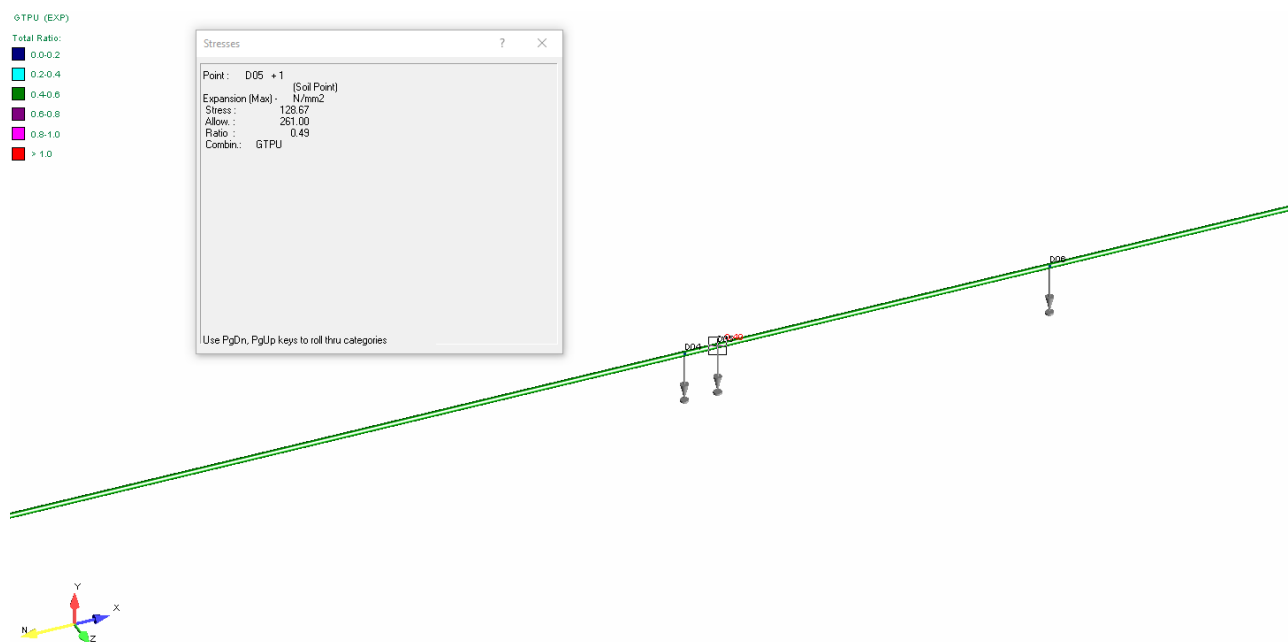 GTPU (EXP)
Total Ratio:
0.0-0.2
0.2-0.4
0.4-0.6
0.6-0.8
0.8-1.0
> 1.0
Stresses
?
Point : D05 + 1
(Soil Point)
Expansion (Max) - N/mm2
Stress : 128.67
Allow. : 261.00
Ratio : 0.49
Combin.: GTPU
Use PgDn, PgUp keys to roll thru categories
D06
D04
D05
Y
X
N
Z